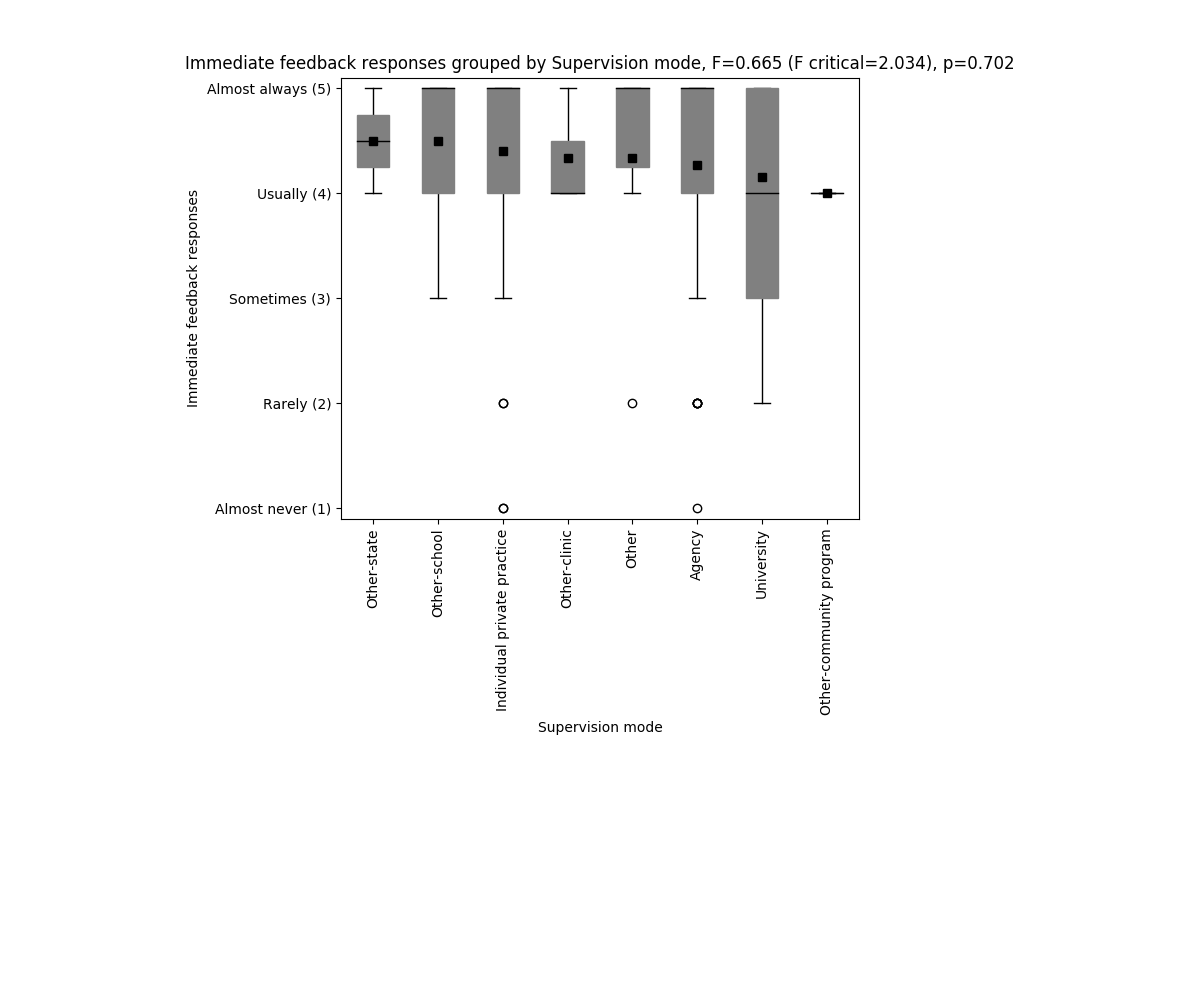 Immediate feedback responses grouped by Supervision mode, F=0.665 (F critical=2.034), p=0.702
Immediate feedback responses
Almost always (5)
Usually (4)
Sometimes (3)
Rarely (2)
Almost never (1)
Other-state
Other-school
Individual private practice
Other-clinic
Other
Agency
University
Other-community program
Supervision mode